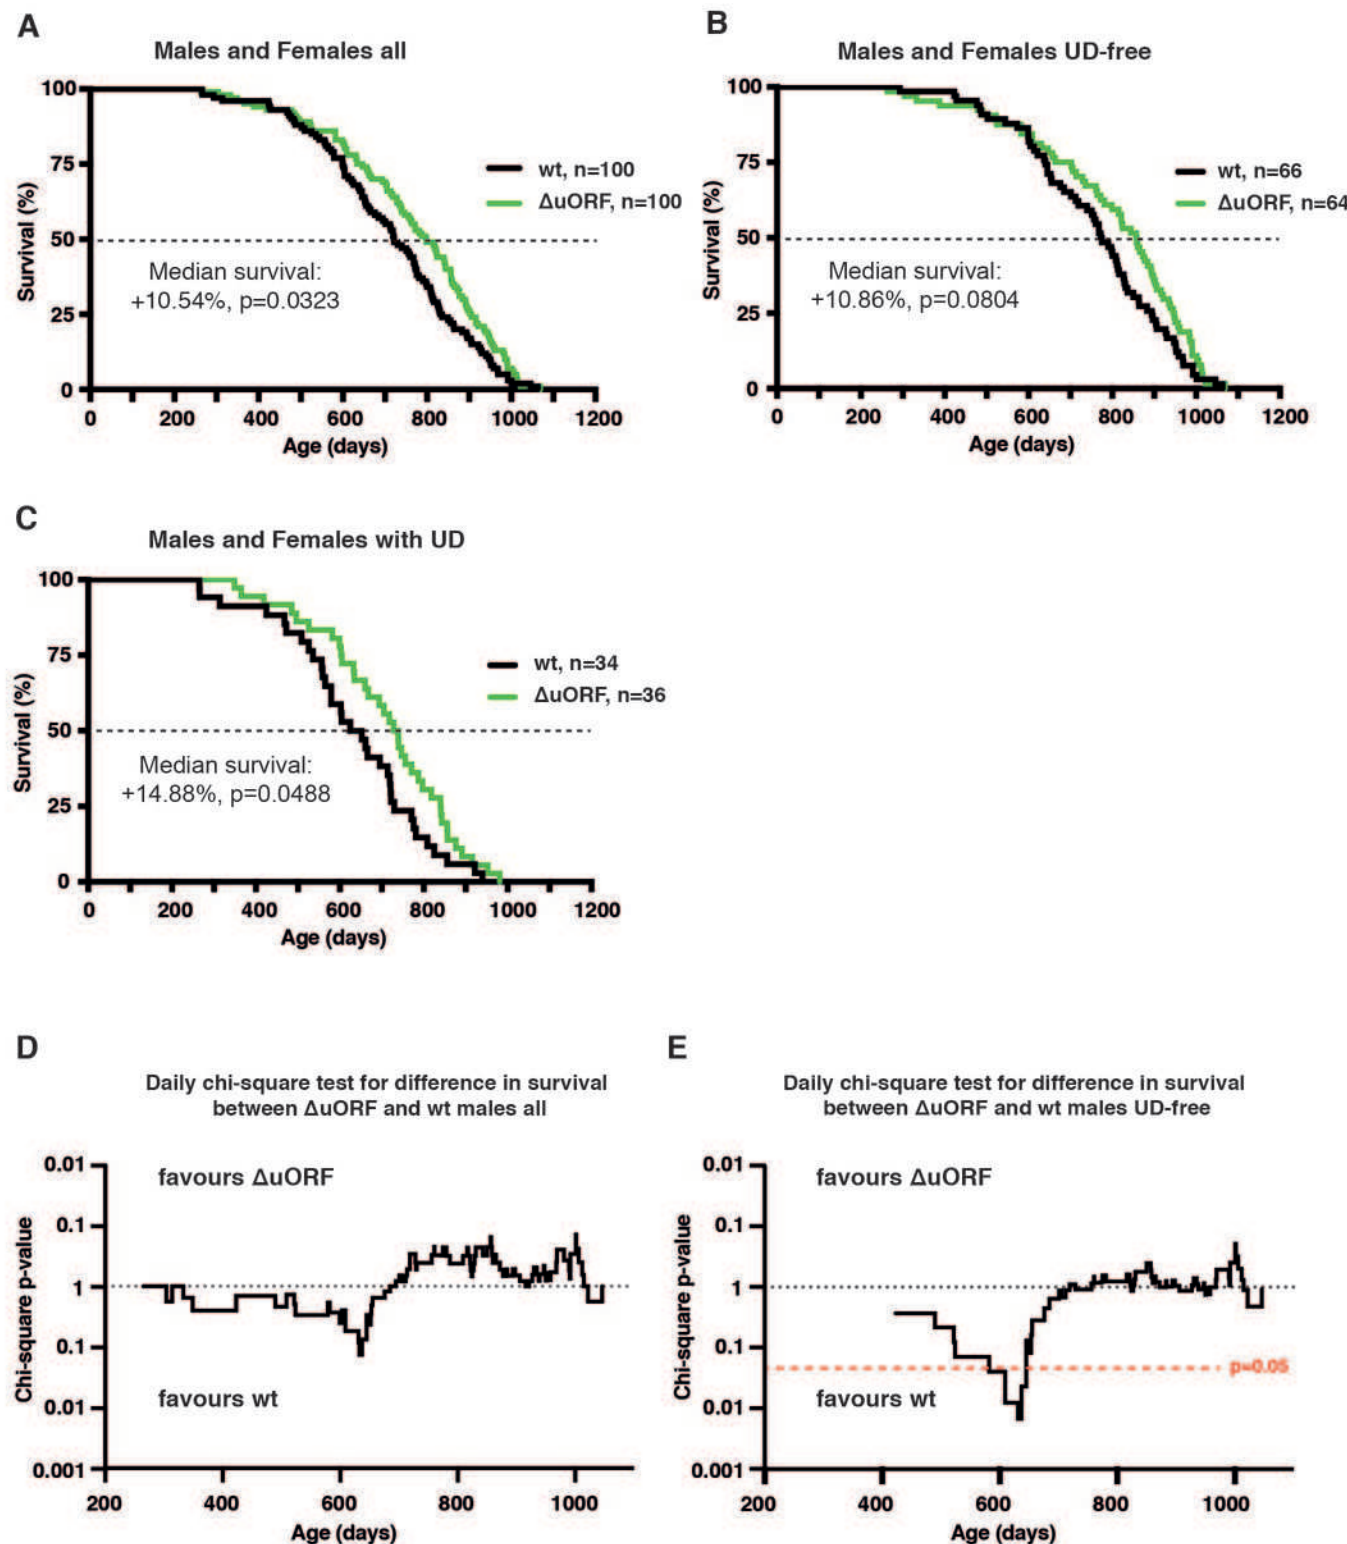 A
Males and Females all
100
75
50
25
0
Survival (%)
wt, n=100
ΔuORF, n=100
Median survival:
+10.54%, p=0.0323
0 200 400 600 800 1000 1200
Age (days)
B
Males and Females UD-free
100
75
50
25
0
Survival (%)
wt, n=66
ΔuORF, n=64
Median survival:
+10.86%, p=0.0804
0 200 400 600 800 1000 1200
Age (days)
C
Males and Females with UD
100
75
50
25
0
Survival (%)
wt, n=34
ΔuORF, n=36
Median survival:
+14.88%, p=0.0488
0 200 400 600 800 1000 1200
Age (days)
D
Daily chi-square test for difference in survival
between ΔuORF and wt males all
0.01
0.1
1
0.1
0.01
0.001
Chi-square p-value
favours ΔuORF
favours wt
200 400 600 800 1000
Age (days)
E
Daily chi-square test for difference in survival
between ΔuORF and wt males UD-free
0.01
0.1
1
0.1
0.01
0.001
Chi-square p-value
favours ΔuORF
p=0.05
favours wt
200 400 600 800 1000
Age (days)